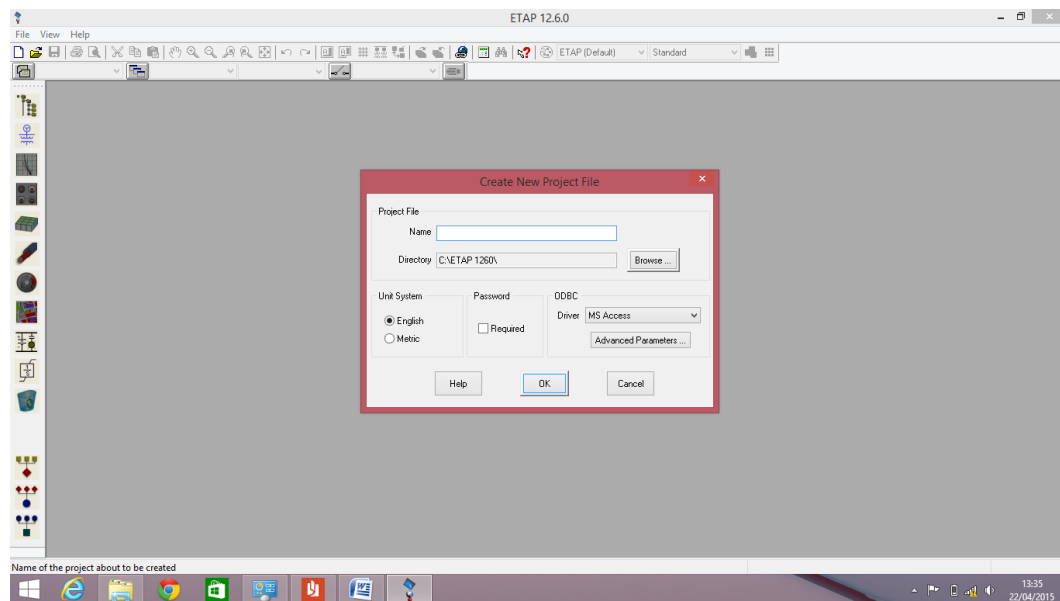 ETAP 12.6.0
File View Help
ETAP (Default) Standard
Create New Project File
Project File
Name
Directory C:\ETAP 1260\ Browse ...
Unit System Password ODBC
English Required Driver MS Access
Metric Advanced Parameters ...
Help OK Cancel
Name of the project about to be created
13:35
22/04/2015